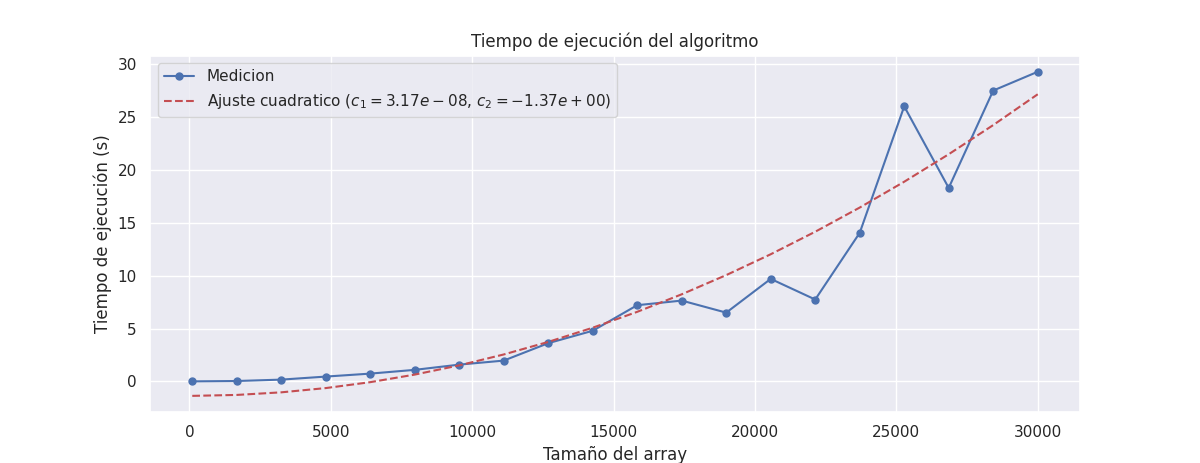 Tiempo de ejecución del algoritmo
Medicion
Ajuste cuadratico (c₁ = 3.17e − 08, c₂ = −1.37e + 00)
Tiempo de ejecución (s)
30
25
20
15
10
5
0
0 5000 10000 15000 20000 25000 30000
Tamaño del array